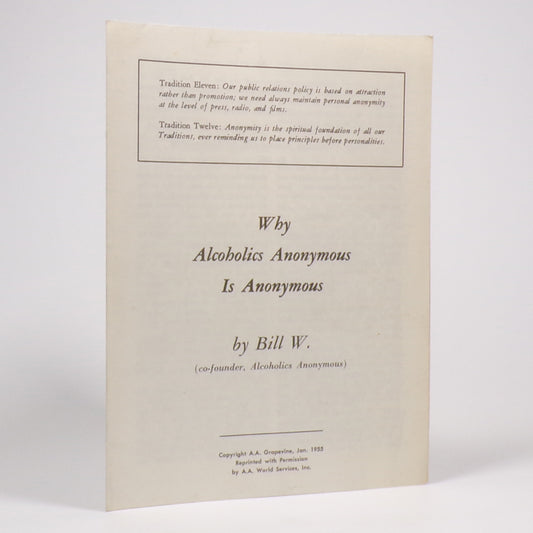 Tradition Eleven: Our public relations policy is based on attraction
rather than promotion; we need always maintain personal anonymity
at the level of press, radio, and films.
Tradition Twelve: Anonymity is the spiritual foundation of all our
Traditions, ever reminding us to place principles before personalities.
Why
Alcoholics Anonymous
Is Anonymous
by Bill W.
(co-founder, Alcoholics Anonymous)
Copyright A.A. Grapevine, Jan. 1955
Reprinted with Permission
by A.A. World Services, Inc.